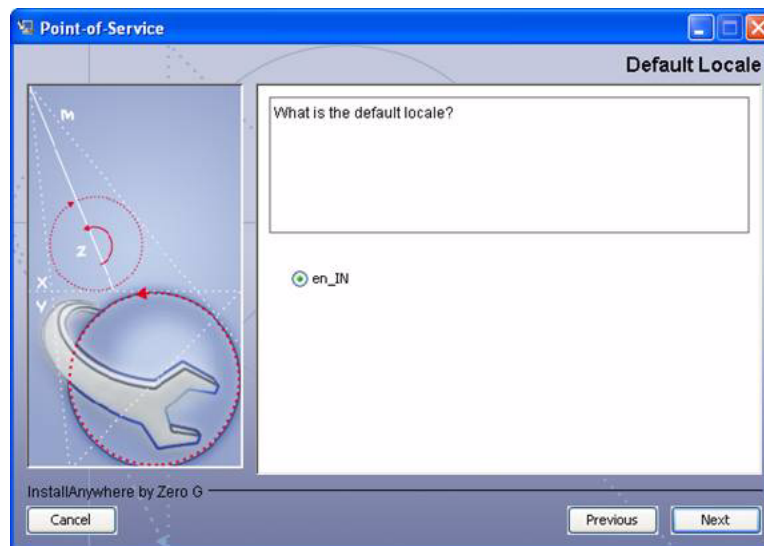 Point-of-Service
Default Locale
What is the default locale?
M
Z
X
Y
en_IN
InstallAnywhere by Zero G
Cancel
Previous
Next